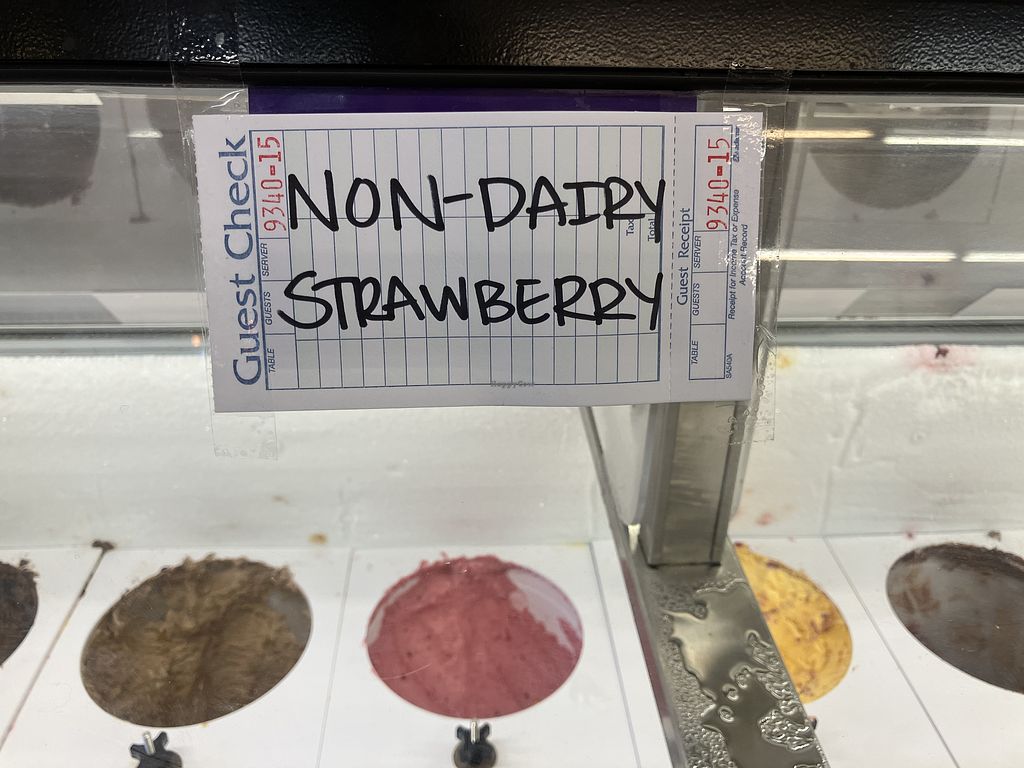 NON-DAIRY
STRAWBERRY
Guest Check
TABLE
GUESTS
SERVER
9340-15
Tax
Total
Guest Receipt
TABLE
GUESTS
SERVER
9340-15
Receipt for Income Tax or Expense
Account Record
HappyCow